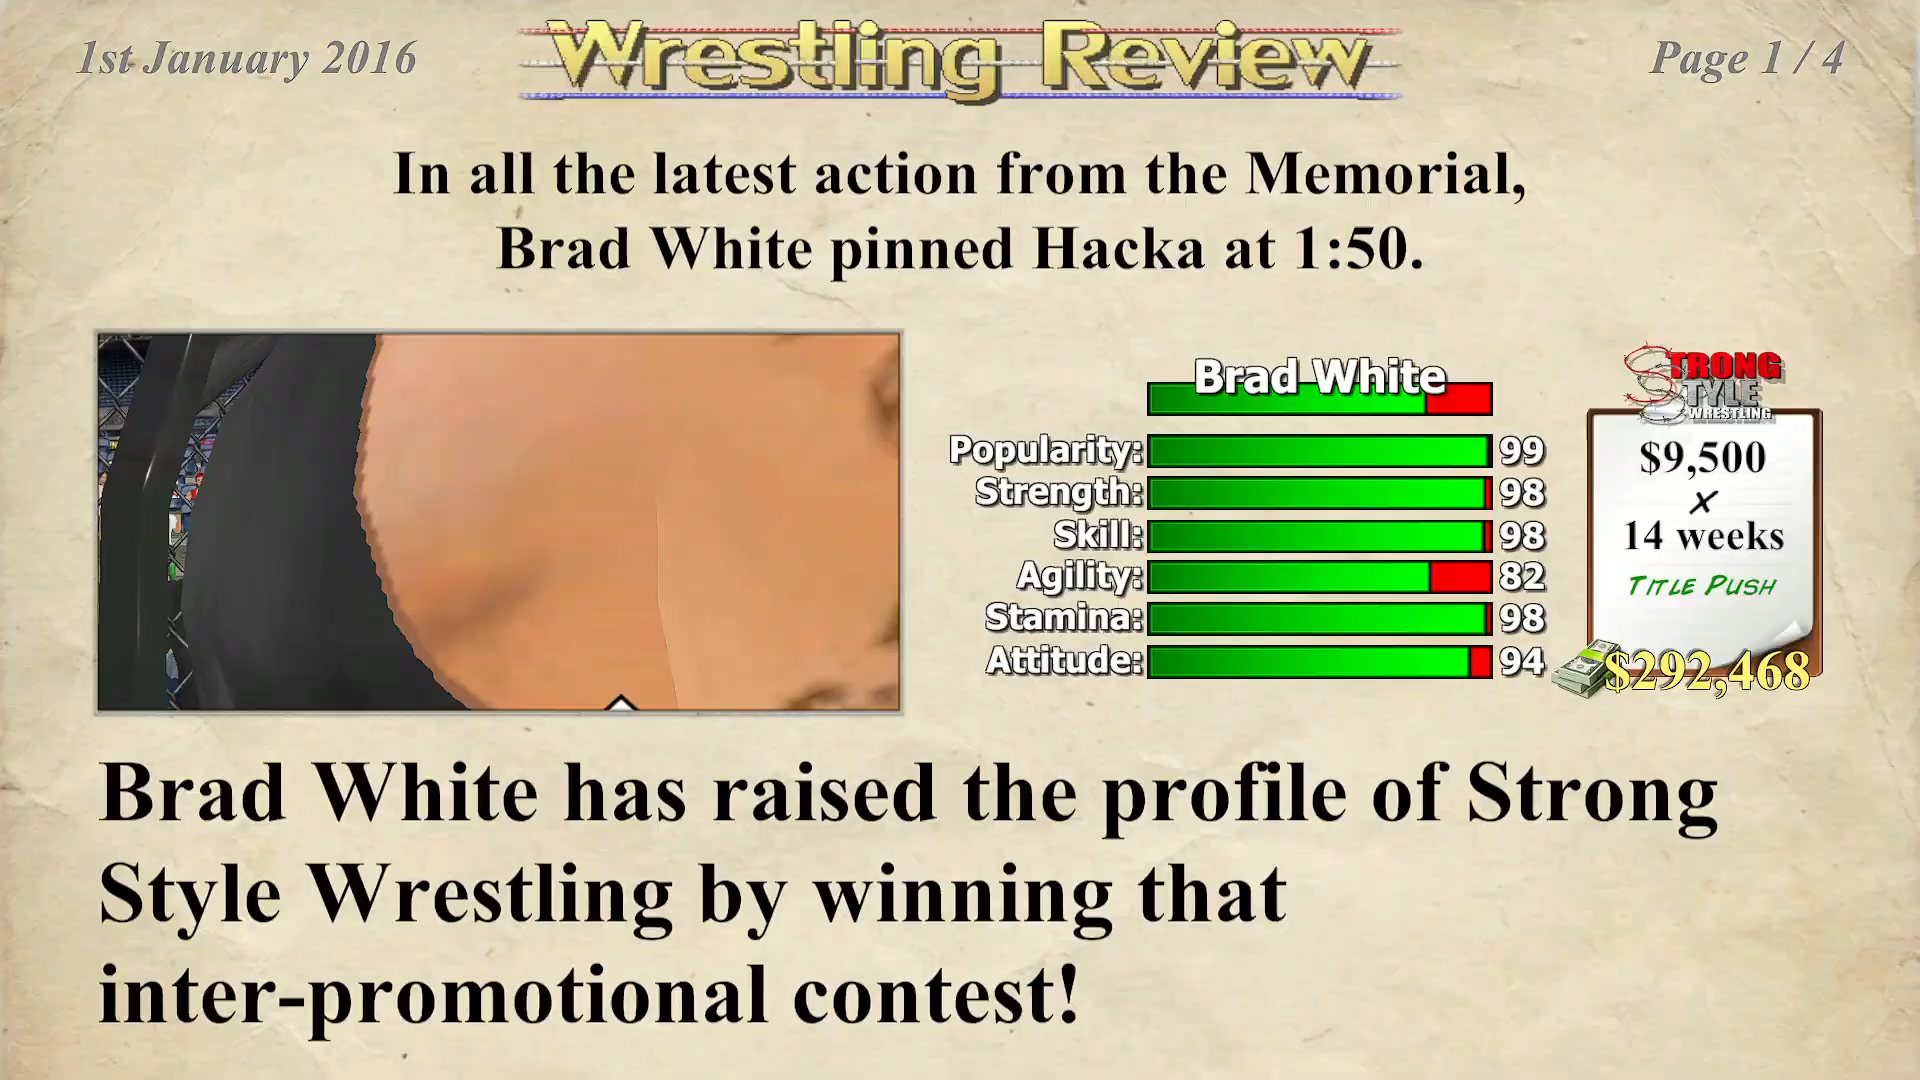 1st January 2016
Wrestling Review
Page 1 / 4
In all the latest action from the Memorial,
Brad White pinned Hacka at 1:50.
Brad White
Popularity: 99
Strength: 98
Skill: 98
Agility: 82
Stamina: 98
Attitude: 94
STRONG
STYLE
WRESTLING
$9,500
x
14 weeks
TITLE PUSH
$292,468
Brad White has raised the profile of Strong
Style Wrestling by winning that
inter-promotional contest!